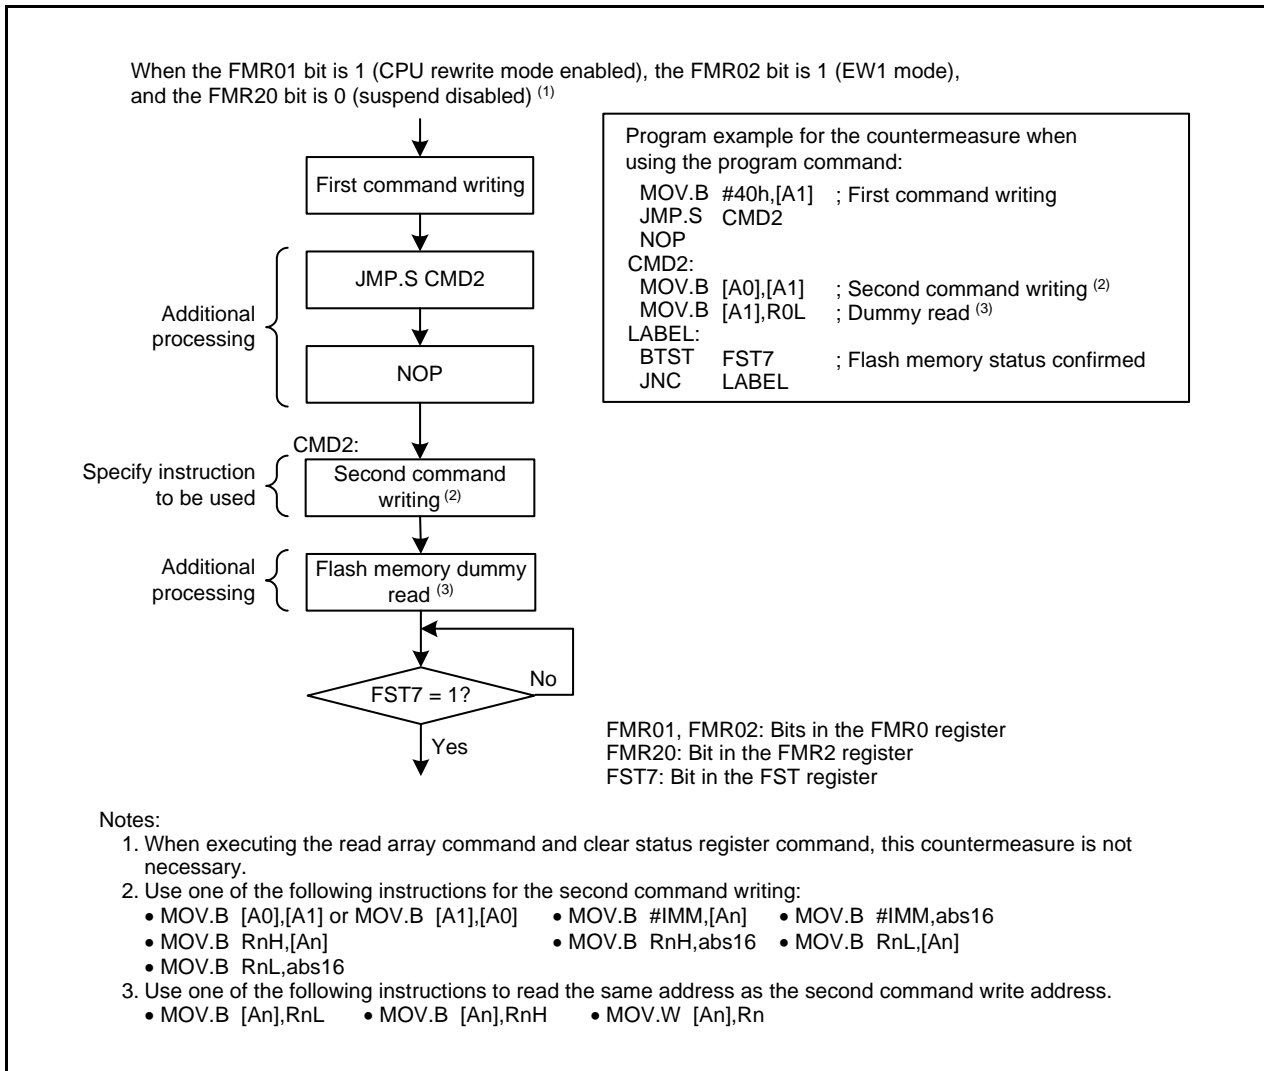 When the FMR01 bit is 1 (CPU rewrite mode enabled), the FMR02 bit is 1 (EW1 mode),
and the FMR20 bit is 0 (suspend disabled) (1)
First command writing
Additional
processing
JMP.S CMD2
NOP
CMD2:
Specify instruction
to be used
Second command
writing (2)
Additional
processing
Flash memory dummy
read (3)
FST7 = 1?
No
Yes
Program example for the countermeasure when
using the program command:
MOV.B #40h,[A1] ; First command writing
JMP.S CMD2
NOP
CMD2:
MOV.B [A0],[A1] ; Second command writing (2)
MOV.B [A1],R0L ; Dummy read (3)
LABEL:
BTST FST7 ; Flash memory status confirmed
JNC LABEL
FMR01, FMR02: Bits in the FMR0 register
FMR20: Bit in the FMR2 register
FST7: Bit in the FST register
Notes:
1. When executing the read array command and clear status register command, this countermeasure is not
necessary.
2. Use one of the following instructions for the second command writing:
• MOV.B [A0],[A1] or MOV.B [A1],[A0] • MOV.B #IMM,[An] • MOV.B #IMM,abs16
• MOV.B RnH,[An] • MOV.B RnH,abs16 • MOV.B RnL,[An]
• MOV.B RnL,abs16
3. Use one of the following instructions to read the same address as the second command write address.
• MOV.B [An],RnL • MOV.B [An],RnH • MOV.W [An],Rn